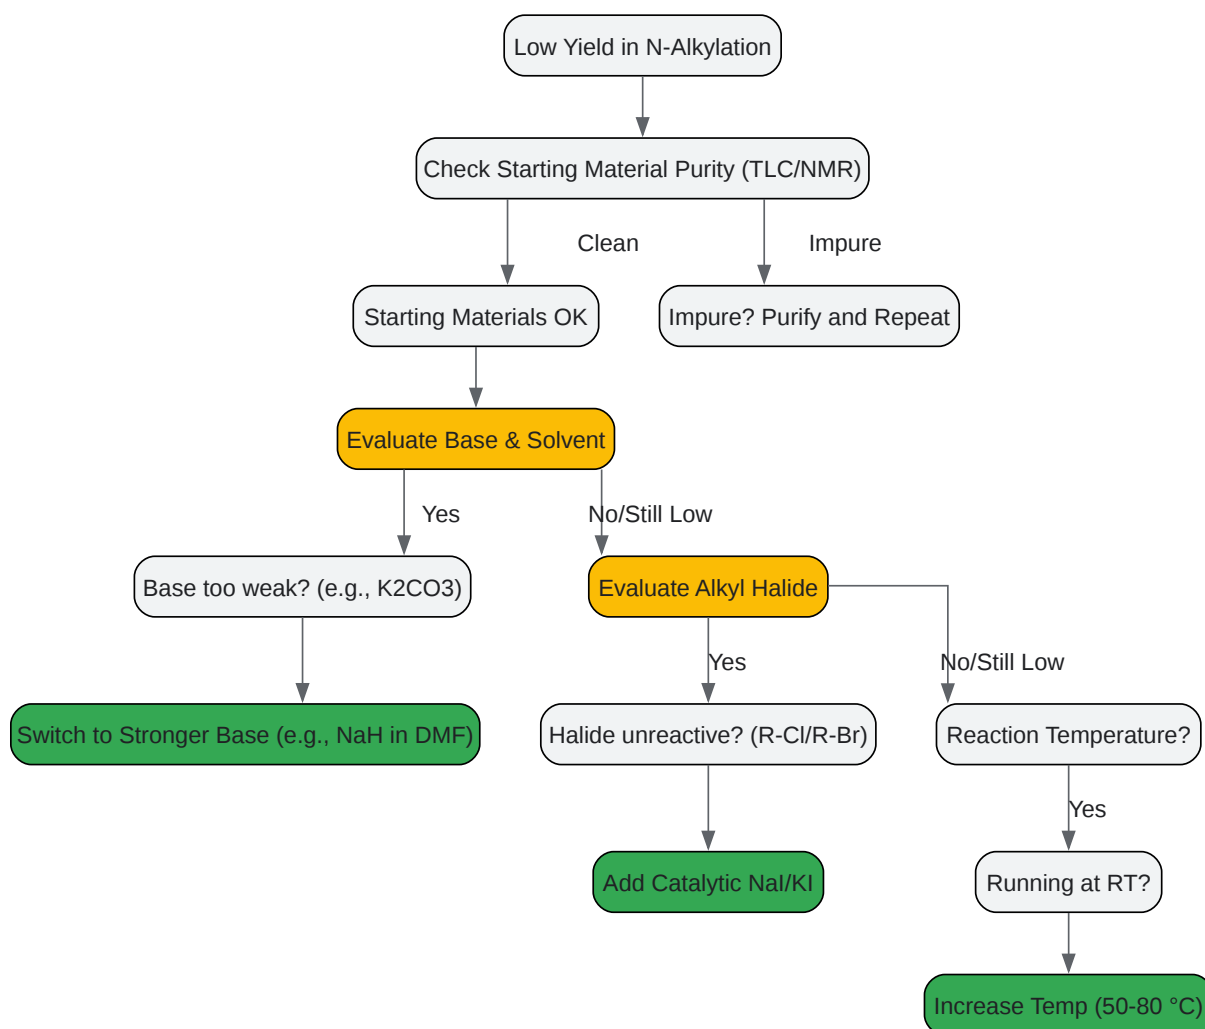 Low Yield in N-Alkylation
Check Starting Material Purity (TLC/NMR)
Clean
Impure
Starting Materials OK
Impure? Purify and Repeat
Evaluate Base & Solvent
Yes
No/Still Low
Base too weak? (e.g., K2CO3)
Evaluate Alkyl Halide
Yes
No/Still Low
Switch to Stronger Base (e.g., NaH in DMF)
Halide unreactive? (R-Cl/R-Br)
Reaction Temperature?
Yes
Add Catalytic NaI/KI
Running at RT?
Increase Temp (50-80 °C)